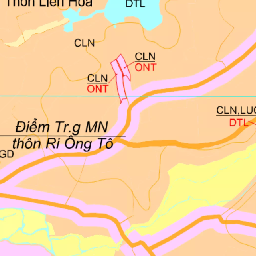 Thôn Liên Hòa
DTL
CLN
CLN
ONT
CLN
ONT
CLN,LUC
DTL
Điểm Tr.g MN
thôn Ri Ông Tô
GD